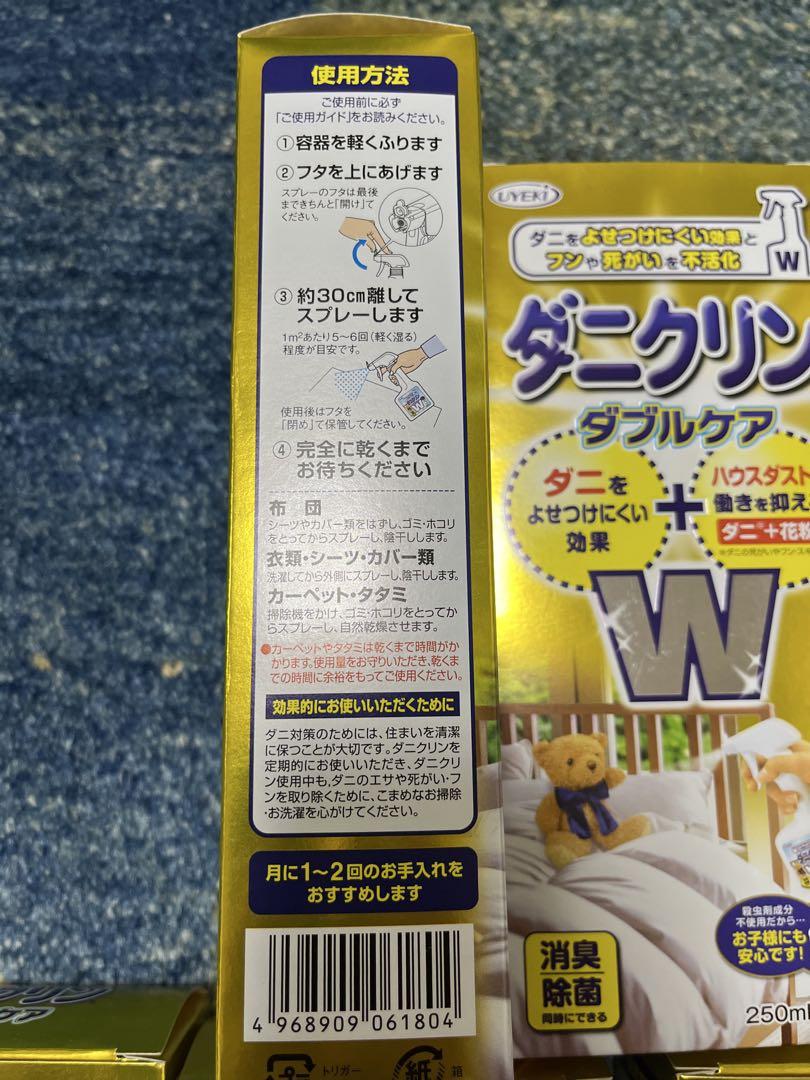 使用方法
ご使用前に必ず
「ご使用ガイド」をお読みください。
①容器を軽くふります
②フタを上にあげます
スプレーのフタは最後
まできちんと「開け」て
ください。
③約30cm離して
スプレーします
1m²あたり5〜6回(軽く湿る)
程度が目安です。
使用後はフタを
「閉め」て保管してください。
④完全に乾くまで
お待ちください
布団
シーツやカバー類をはずし、ゴミ・ホコリ
をとってからスプレーし、陰干しします。
衣類・シーツ・カバー類
洗濯してから外側にスプレーし、陰干しします。
カーペット・タタミ
掃除機をかけ、ゴミ・ホコリをとってか
らスプレーし、自然乾燥させます。
●カーペットやタタミは乾くまで時間がか
かります。使用量をお守りいただき、乾くま
での時間に余裕をもってご使用ください。
効果的にお使いいただくために
ダニ対策のためには、住まいを清潔
に保つことが大切です。ダニクリンを
定期的にお使いいただき、ダニクリ
ン使用中も、ダニのエサや死がい・フ
ンを取り除くために、こまめなお掃除
・お洗濯を心がけてください。
月に1〜2回のお手入れを
おすすめします
4 968909 061804
プラ
トリガー
紙
箱
UYEKI
ダニをよせつけにくい効果と
フンや死がいを不活化
W
ダニクリン
ダブルケア
ダニを
よせつけにくい
効果
+
ハウスダスト
働きを抑え
ダニ※+花粉
W
殺虫剤成分
不使用だから…
お子様にも
安心です!
消臭
除菌
同時にできる
250ml